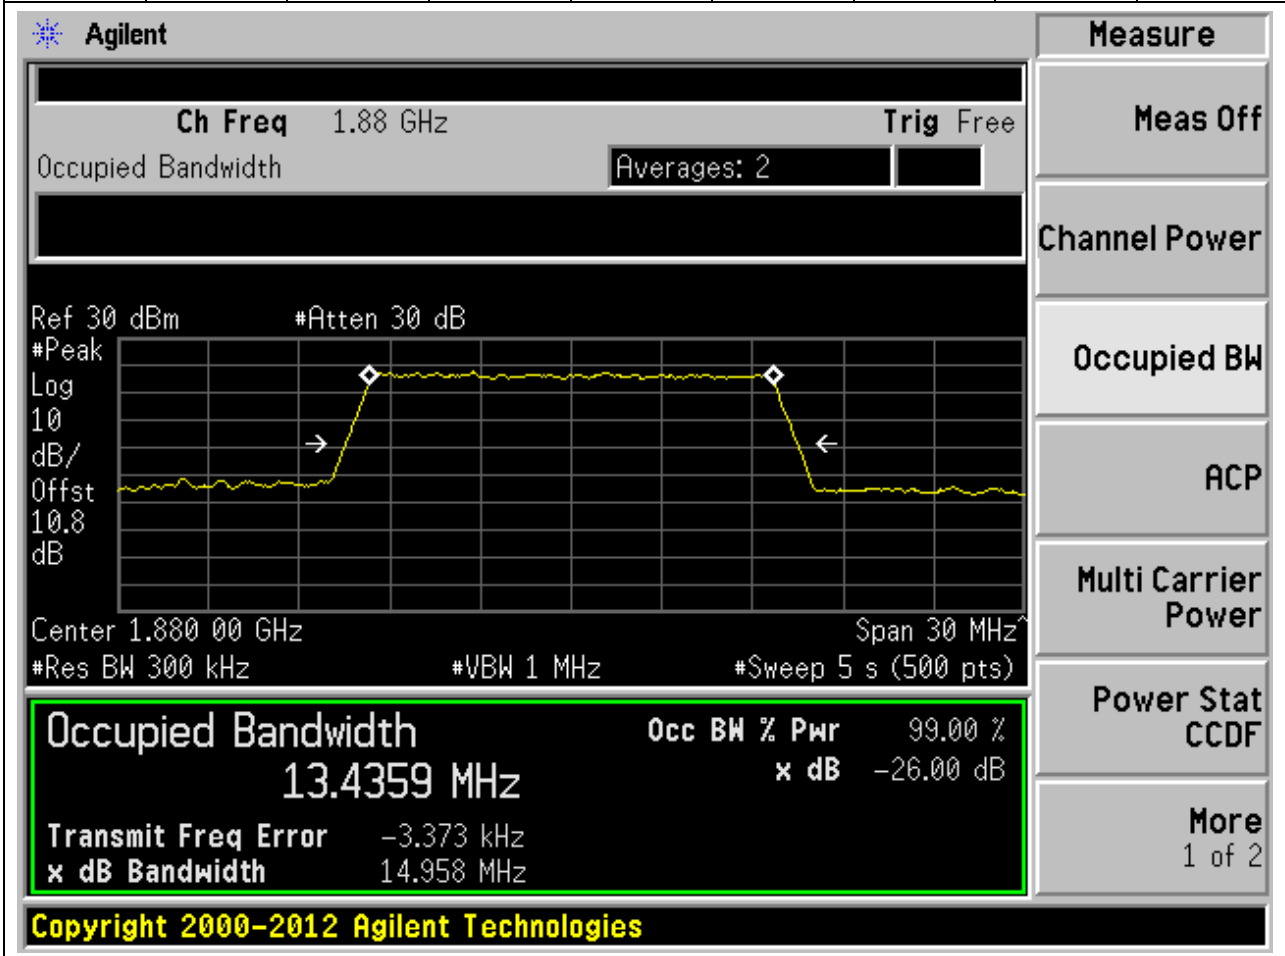 Agilent
Measure
Ch Freq 1.88 GHz Trig Free
Occupied Bandwidth Averages: 2
Meas Off
Channel Power
Occupied BW
ACP
Multi Carrier
Power
Power Stat
CCDF
More
1 of 2
Ref 30 dBm #Atten 30 dB
#Peak
Log
10
dB/
Offst
10.8
dB
Center 1.880 00 GHz Span 30 MHz^
#Res BW 300 kHz #VBW 1 MHz #Sweep 5 s (500 pts)
Occupied Bandwidth Occ BW % Pwr 99.00 %
13.4359 MHz x dB -26.00 dB
Transmit Freq Error -3.373 kHz
x dB Bandwidth 14.958 MHz
Copyright 2000-2012 Agilent Technologies